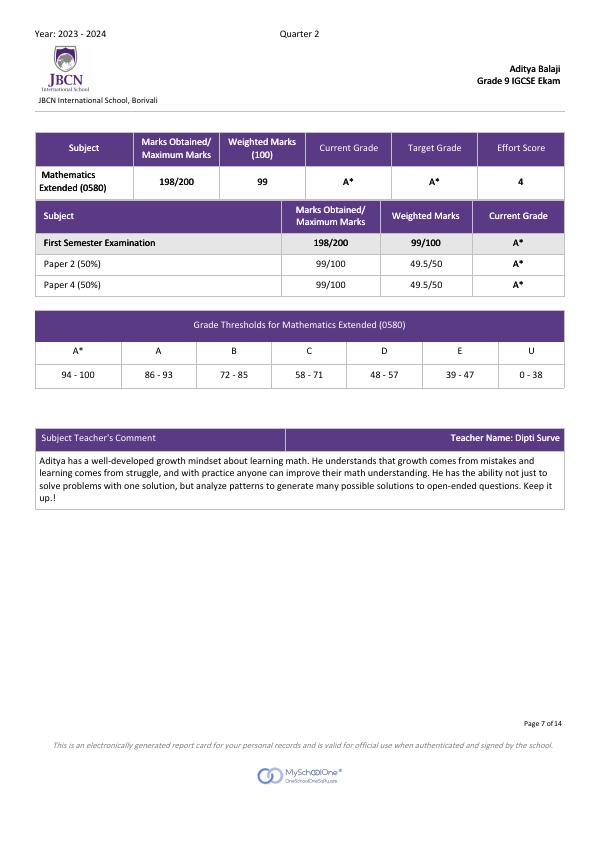 Year: 2023 - 2024 Quarter 2
JBCN
International School
Aditya Balaji
Grade 9 IGCSE Ekam
JBCN International School, Borivali
Subject Marks Obtained/ Maximum Marks Weighted Marks (100) Current Grade Target Grade Effort Score
Mathematics Extended (0580) 198/200 99 A* A* 4
Subject Marks Obtained/ Maximum Marks Weighted Marks Current Grade
First Semester Examination 198/200 99/100 A*
Paper 2 (50%) 99/100 49.5/50 A*
Paper 4 (50%) 99/100 49.5/50 A*
Grade Thresholds for Mathematics Extended (0580)
A* A B C D E U
94 - 100 86 - 93 72 - 85 58 - 71 48 - 57 39 - 47 0 - 38
Subject Teacher's Comment Teacher Name: Dipti Surve
Aditya has a well-developed growth mindset about learning math. He understands that growth comes from mistakes and
learning comes from struggle, and with practice anyone can improve their math understanding. He has the ability not just to
solve problems with one solution, but analyze patterns to generate many possible solutions to open-ended questions. Keep it
up.!
Page 7 of 14
This is an electronically generated report card for your personal records and is valid for official use when authenticated and signed by the school.
MySchoolOne®
OneSchoolOneSoftware